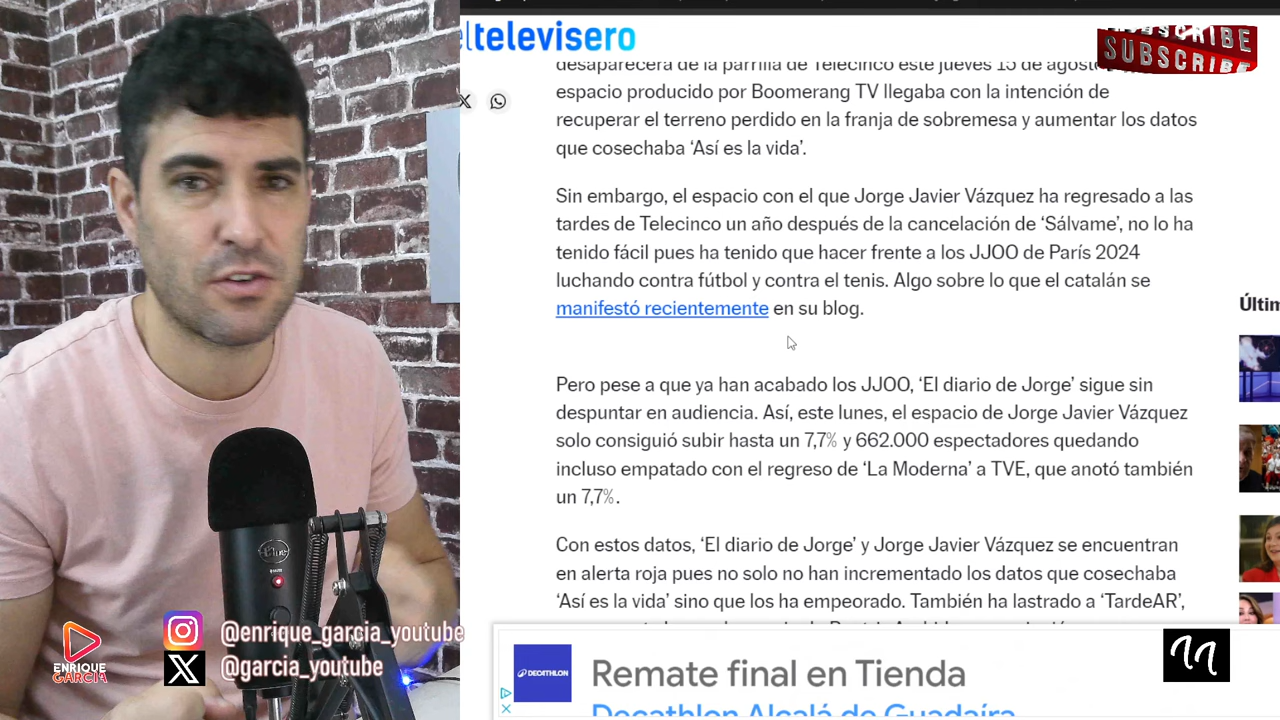 eltelevisero
SUBSCRIBE
SUBSCRIBE
desaparecerá de la parrilla de Telecinco este jueves 15 de agosto
espacio producido por Boomerang TV llegaba con la intención de
recuperar el terreno perdido en la franja de sobremesa y aumentar los datos
que cosechaba ‘Así es la vida’.
Sin embargo, el espacio con el que Jorge Javier Vázquez ha regresado a las
tardes de Telecinco un año después de la cancelación de ‘Sálvame’, no lo ha
tenido fácil pues ha tenido que hacer frente a los JJOO de París 2024
luchando contra fútbol y contra el tenis. Algo sobre lo que el catalán se
manifestó recientemente en su blog.
Últim
Pero pese a que ya han acabado los JJOO, ‘El diario de Jorge’ sigue sin
despuntar en audiencia. Así, este lunes, el espacio de Jorge Javier Vázquez
solo consiguió subir hasta un 7,7% y 662.000 espectadores quedando
incluso empatado con el regreso de ‘La Moderna’ a TVE, que anotó también
un 7,7%.
Con estos datos, ‘El diario de Jorge’ y Jorge Javier Vázquez se encuentran
en alerta roja pues no solo no han incrementado los datos que cosechaba
‘Así es la vida’ sino que los ha empeorado. También ha lastrado a ‘TardeAR’,
blue
ENRIQUE
GARCIA
@enrique_garcia_youtube
@garcia_youtube
DECATHLON
Remate final en Tienda
Decathlon Alcalá de Guadaíra